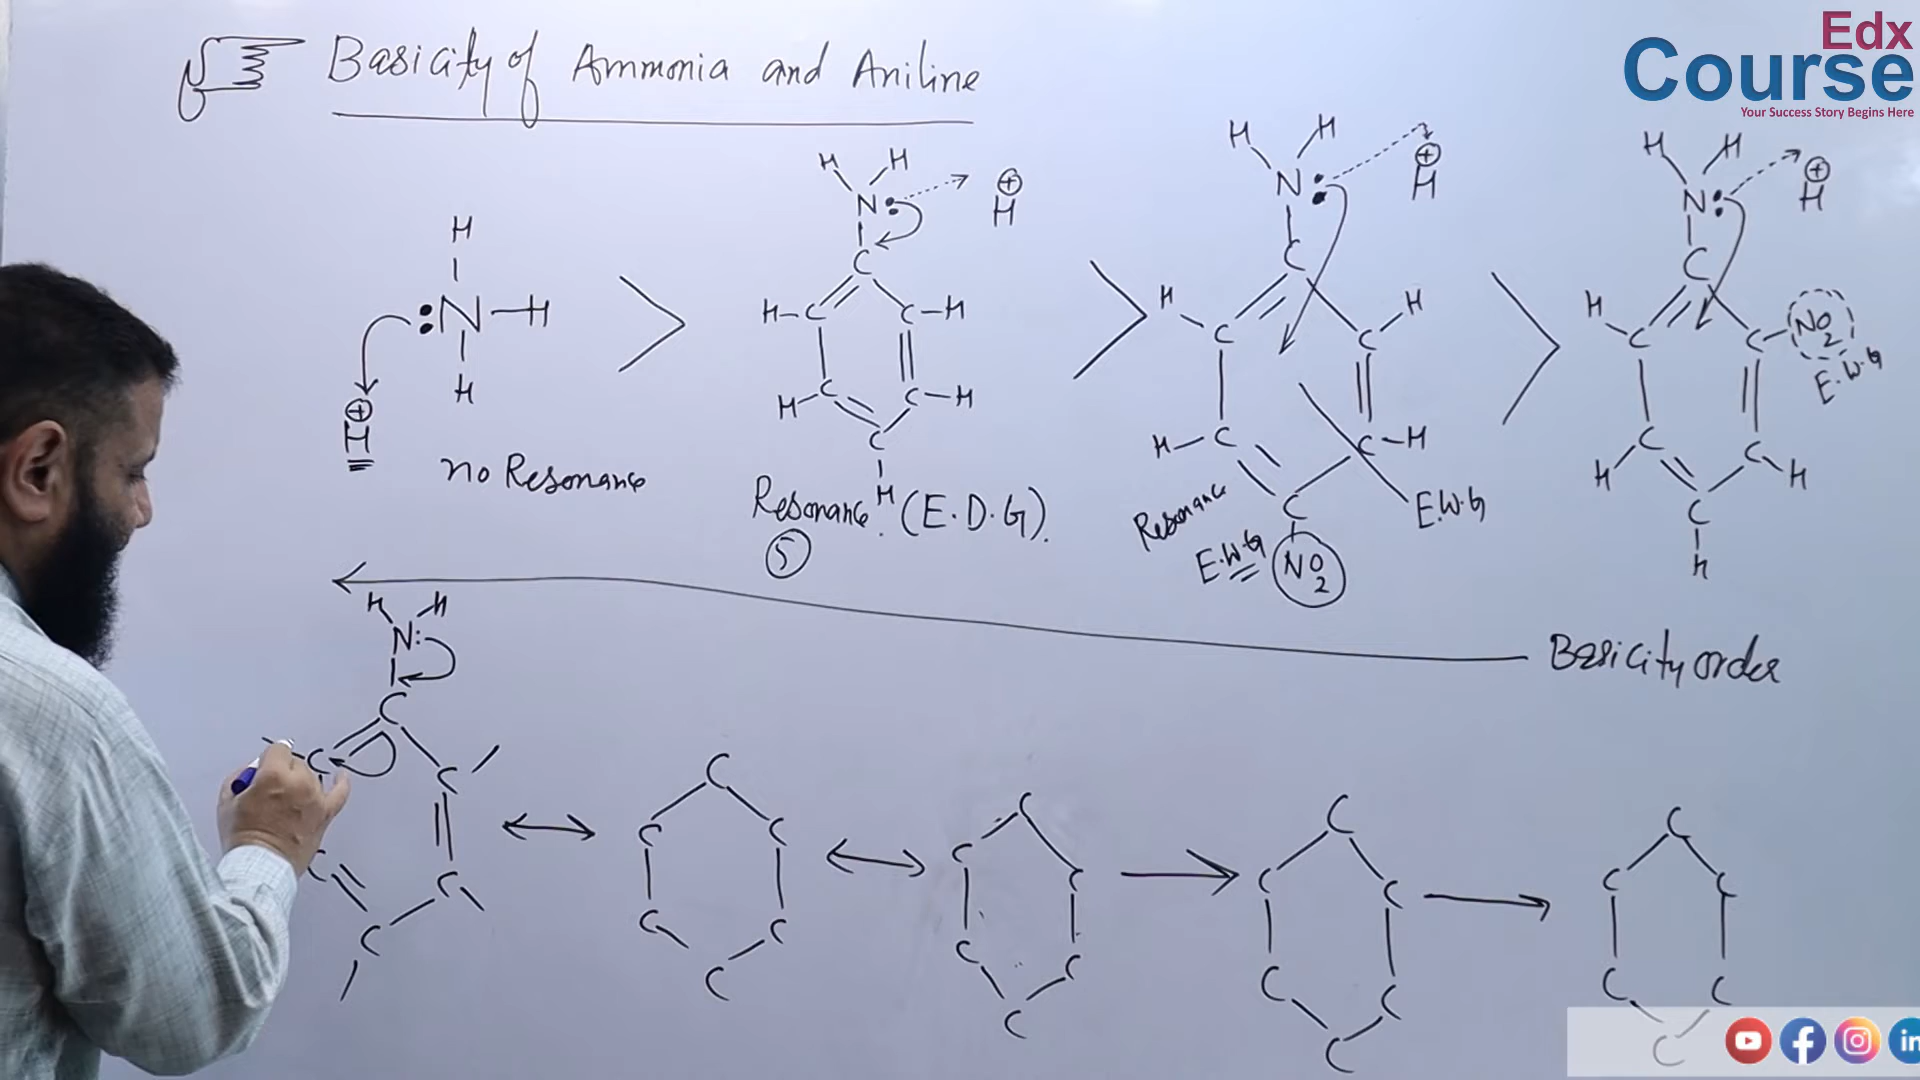 Basicity of Ammonia and Aniline
Edx
Course
Your Success Story Begins Here
H
:N-H
H
⊕
H
no Resonance
>
H H
N:
⊕
H
C
H-C C-H
H-C C-H
C
H
Resonance (E.D.G).
5
>
H H
N:
⊕
H
C
H C C H
H-C C-H
C
Resonance
E.W.G
NO2
E.W.G
>
H H
N:
⊕
H
C
H C C NO2
E.W.G
C C
H H
C
H
Basicity order
H H
N:
C
C C
C C
C
↔
C
C C
C C
C
↔
C
C C
C C
C
→
C
C C
C C
C
→
C
C C
C C
C
in